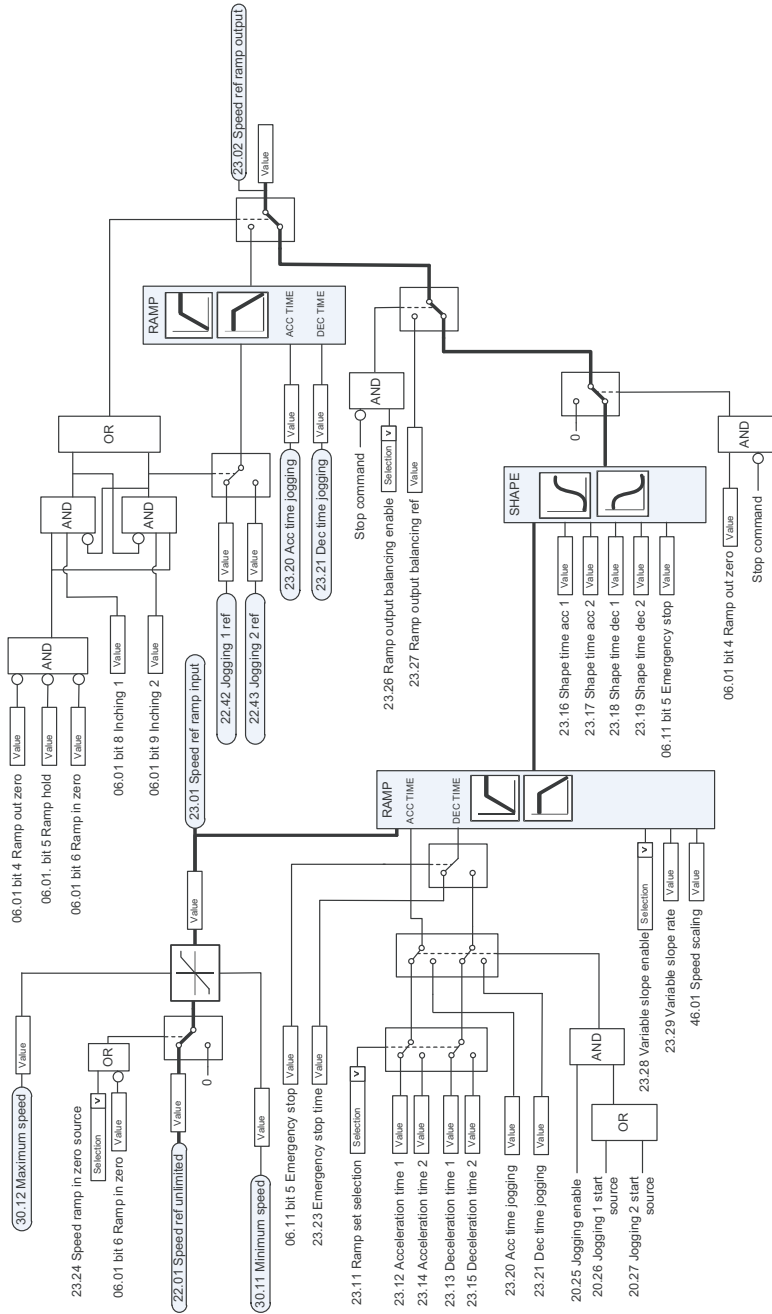 30.12 Maximum speed
Value
23.24 Speed ramp in zero source
Selection
v
06.01 bit 6 Ramp in zero
Value
OR
22.01 Speed ref unlimited
Value
0
30.11 Minimum speed
Value
Value
23.01 Speed ref ramp input
06.11 bit 5 Emergency stop
Value
23.23 Emergency stop time
Value
23.11 Ramp set selection
Selection
v
23.12 Acceleration time 1
Value
23.14 Acceleration time 2
Value
23.13 Deceleration time 1
Value
23.15 Deceleration time 2
Value
23.20 Acc time jogging
Value
23.21 Dec time jogging
Value
20.25 Jogging enable
20.26 Jogging 1 start
source
20.27 Jogging 2 start
source
OR
AND
23.28 Variable slope enable
Selection
v
23.29 Variable slope rate
Value
46.01 Speed scaling
Value
RAMP
ACC TIME
DEC TIME
06.01 bit 4 Ramp out zero
Value
06.01. bit 5 Ramp hold
Value
06.01 bit 6 Ramp in zero
Value
AND
06.01 bit 8 Inching 1
Value
06.01 bit 9 Inching 2
Value
AND
AND
OR
22.42 Jogging 1 ref
Value
22.43 Jogging 2 ref
Value
23.20 Acc time jogging
Value
23.21 Dec time jogging
Value
RAMP
ACC TIME
DEC TIME
Stop command
23.26 Ramp output balancing enable
Selection
v
AND
23.27 Ramp output balancing ref
Value
SHAPE
23.16 Shape time acc 1
Value
23.17 Shape time acc 2
Value
23.18 Shape time dec 1
Value
23.19 Shape time dec 2
Value
06.11 bit 5 Emergency stop
Value
0
06.01 bit 4 Ramp out zero
Value
Stop command
AND
23.02 Speed ref ramp output
Value